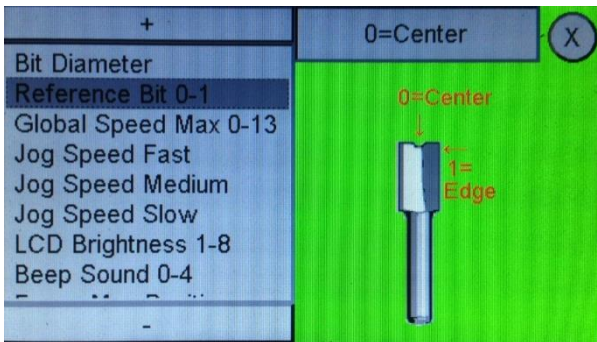 +
Bit Diameter
Reference Bit 0-1
Global Speed Max 0-13
Jog Speed Fast
Jog Speed Medium
Jog Speed Slow
LCD Brightness 1-8
Beep Sound 0-4
-
0=Center
X
0=Center
1=
Edge